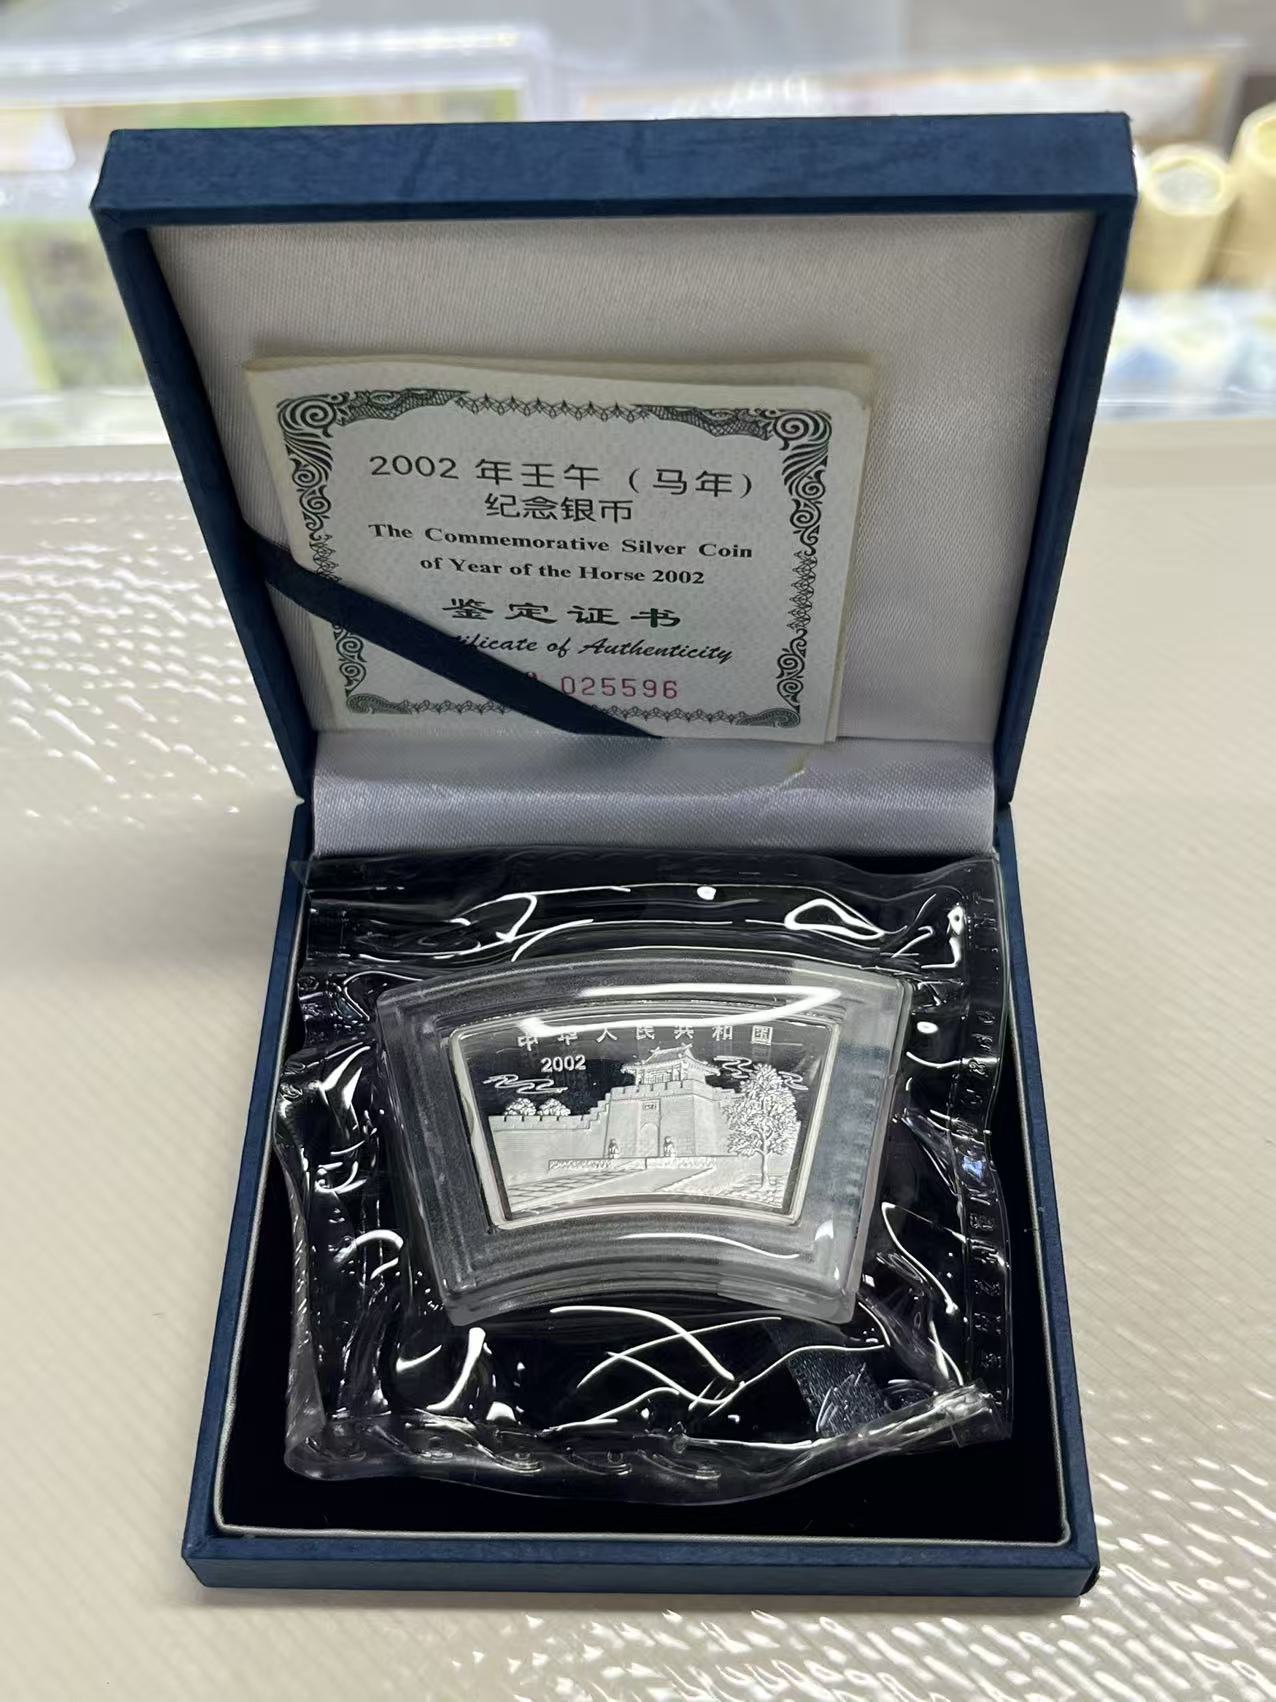 2002 年壬午（马年）
纪念银币
The Commemorative Silver Coin
of Year of the Horse 2002
鉴定证书
of Authenticity
025596
中华人民共和国
2002